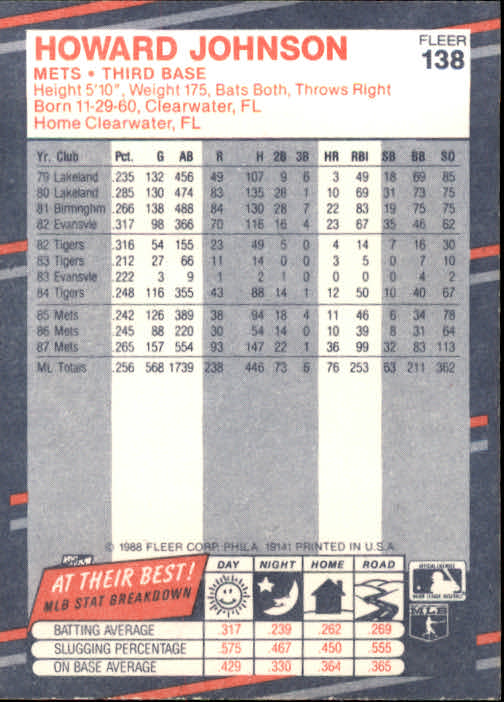 HOWARD JOHNSON
FLEER
138
METS • THIRD BASE
Height 5'10", Weight 175, Bats Both, Throws Right
Born 11-29-60, Clearwater, FL
Home Clearwater, FL
Yr. Club Pct. G AB R H 2B 3B HR RBI SB BB SO
79 Lakeland .235 132 456 49 107 9 6 3 49 18 69 85
80 Lakeland .285 130 474 83 135 28 1 10 69 31 73 75
81 Birminghm .266 138 488 84 130 28 7 22 83 19 75 75
82 Evansvle .317 98 366 70 116 16 4 23 67 35 46 62
82 Tigers .316 54 155 23 49 5 0 4 14 7 16 30
83 Tigers .212 27 66 11 14 0 0 3 5 0 7 10
83 Evansvle .222 3 9 1 2 1 0 0 0 0 4 2
84 Tigers .248 116 355 43 88 14 1 12 50 10 40 67
85 Mets .242 126 389 38 94 18 4 11 46 6 34 78
86 Mets .245 88 220 30 54 14 0 10 39 8 31 64
87 Mets .265 157 554 93 147 22 1 36 99 32 83 113
ML Totals .256 568 1739 238 446 73 6 76 253 63 211 362
© 1988 FLEER CORP. PHILA. 19141 PRINTED IN U.S.A.
AT THEIR BEST!
MLB STAT BREAKDOWN
DAY NIGHT HOME ROAD
BATTING AVERAGE .317 .239 .262 .269
SLUGGING PERCENTAGE .575 .467 .450 .555
ON BASE AVERAGE .429 .330 .364 .365